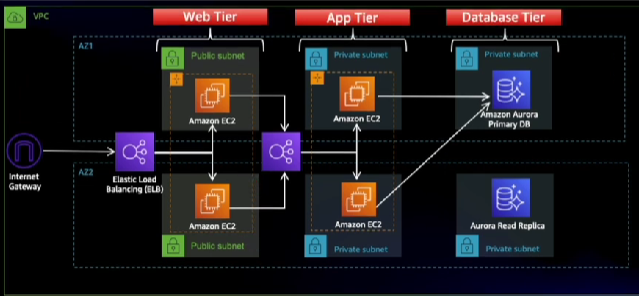 VPC
Web Tier
App Tier
Database Tier
AZ1
Public subnet
Private subnet
Private subnet
Amazon EC2
Amazon EC2
Amazon Aurora
Primary DB
Internet
Gateway
Elastic Load
Balancing (ELB)
AZ2
Amazon EC2
Amazon EC2
Aurora Read Replica
Public subnet
Private subnet
Private subnet